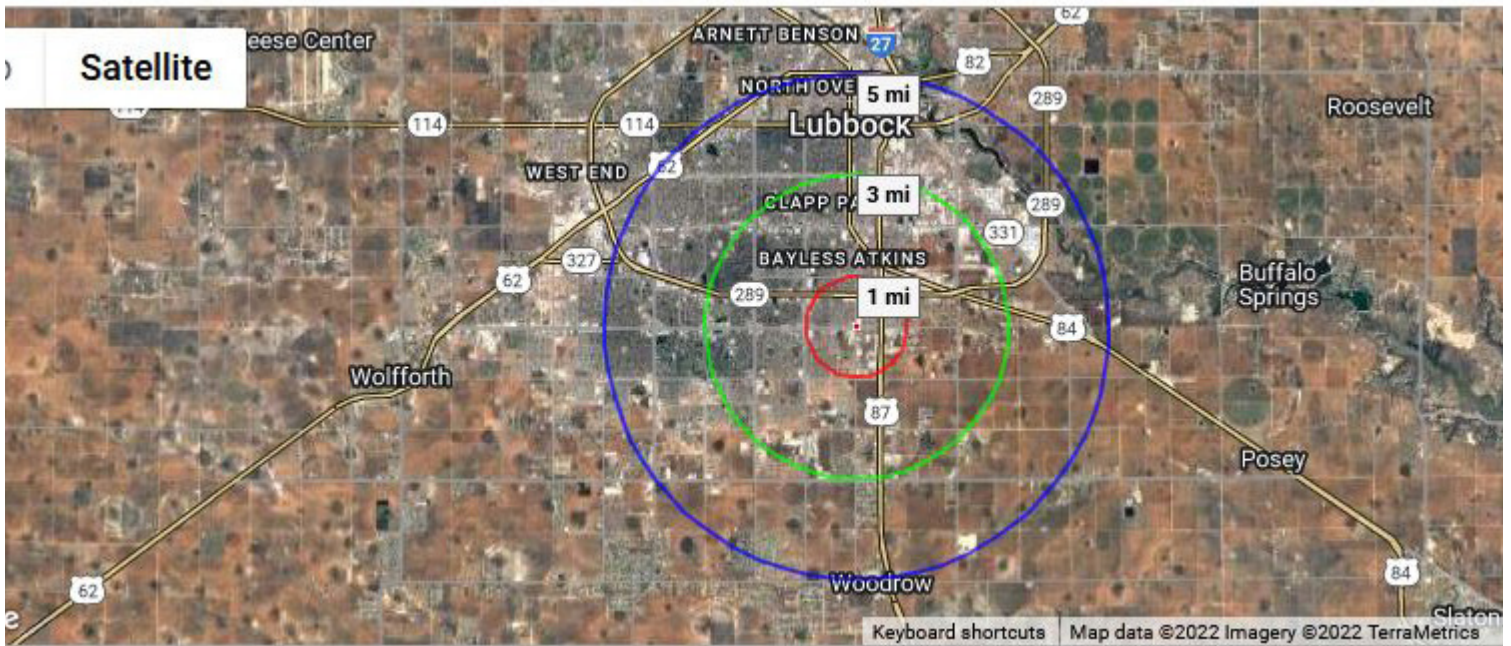 62
ARNETT BENSON
27
eese Center
82
Satellite
NORTH OVE
5 mi
289
Roosevelt
114
114
114
Lubbock
WEST END
62
CLAPP PA
3 mi
289
331
BAYLESS ATKINS
327
62
289
1 mi
Buffalo
Springs
84
Wolfforth
87
Posey
84
62
Woodrow
Slaton
e
Keyboard shortcuts
Map data ©2022 Imagery ©2022 TerraMetrics